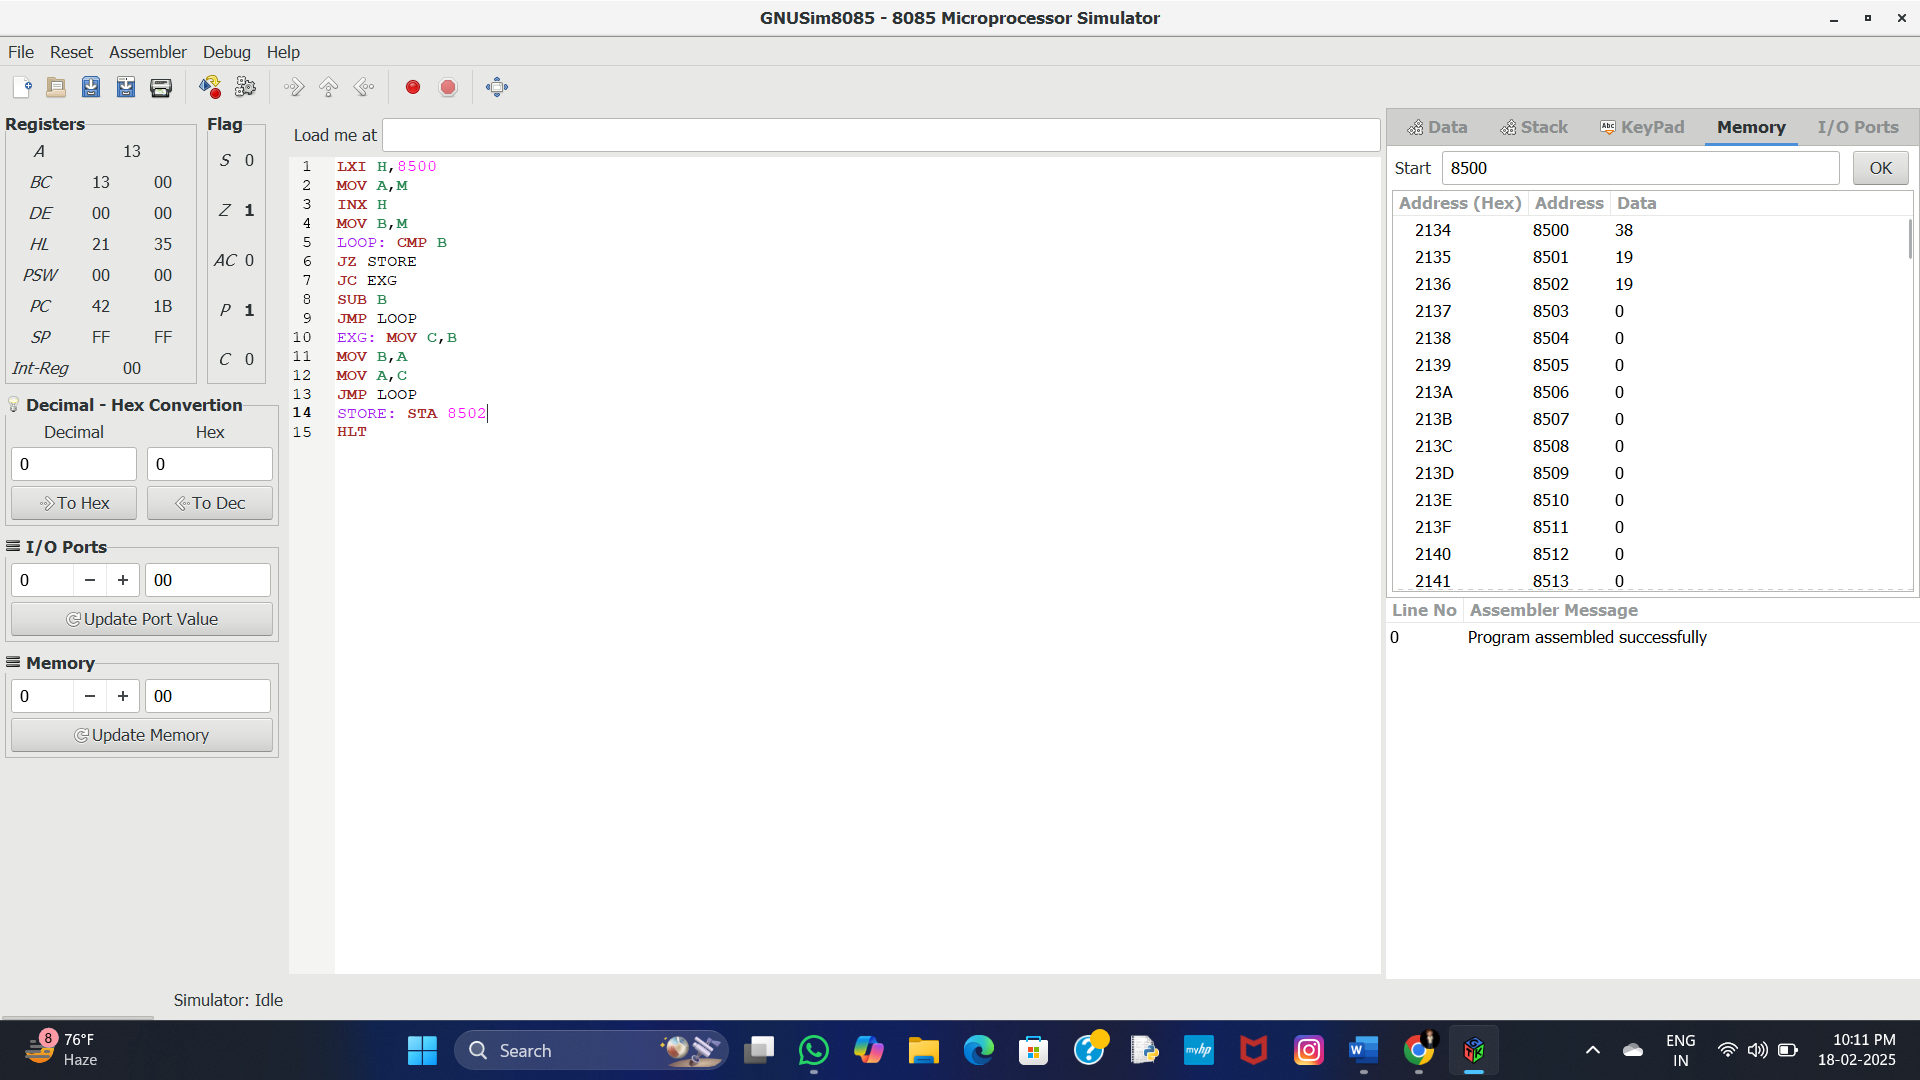 GNUSim8085 - 8085 Microprocessor Simulator
File Reset Assembler Debug Help
Registers
A 13
BC 13 00
DE 00 00
HL 21 35
PSW 00 00
PC 42 1B
SP FF FF
Int-Reg 00
Flag
S 0
Z 1
AC 0
P 1
C 0
Decimal - Hex Convertion
Decimal Hex
0 0
To Hex To Dec
I/O Ports
0 − + 00
Update Port Value
Memory
0 − + 00
Update Memory
Load me at
1 LXI H,8500
2 MOV A,M
3 INX H
4 MOV B,M
5 LOOP: CMP B
6 JZ STORE
7 JC EXG
8 SUB B
9 JMP LOOP
10 EXG: MOV C,B
11 MOV B,A
12 MOV A,C
13 JMP LOOP
14 STORE: STA 8502
15 HLT
Data Stack Abc KeyPad Memory I/O Ports
Start 8500 OK
Address (Hex) Address Data
2134 8500 38
2135 8501 19
2136 8502 19
2137 8503 0
2138 8504 0
2139 8505 0
213A 8506 0
213B 8507 0
213C 8508 0
213D 8509 0
213E 8510 0
213F 8511 0
2140 8512 0
2141 8513 0
Line No Assembler Message
0 Program assembled successfully
Simulator: Idle
8 76°F
Haze
Search
myhp
W
ENG
IN
10:11 PM
18-02-2025